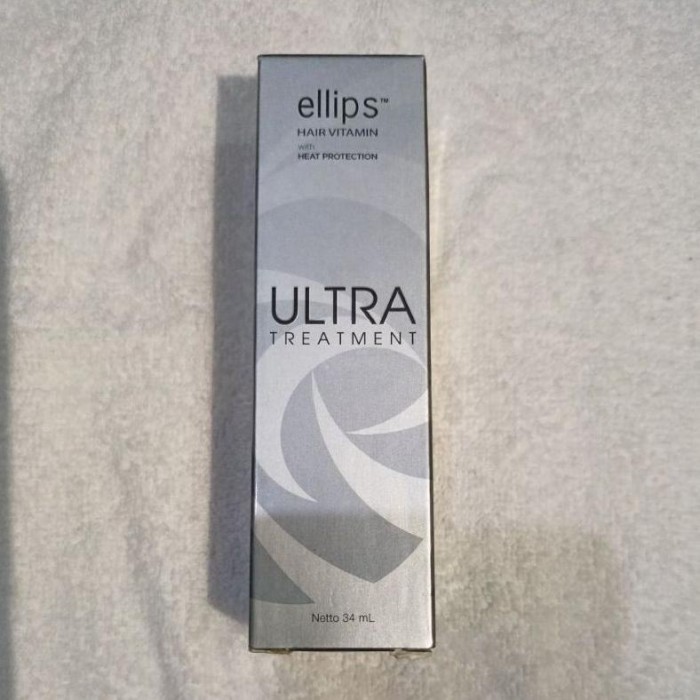 ellips™
HAIR VITAMIN
with
HEAT PROTECTION
ULTRA
TREATMENT
Netto 34 mL